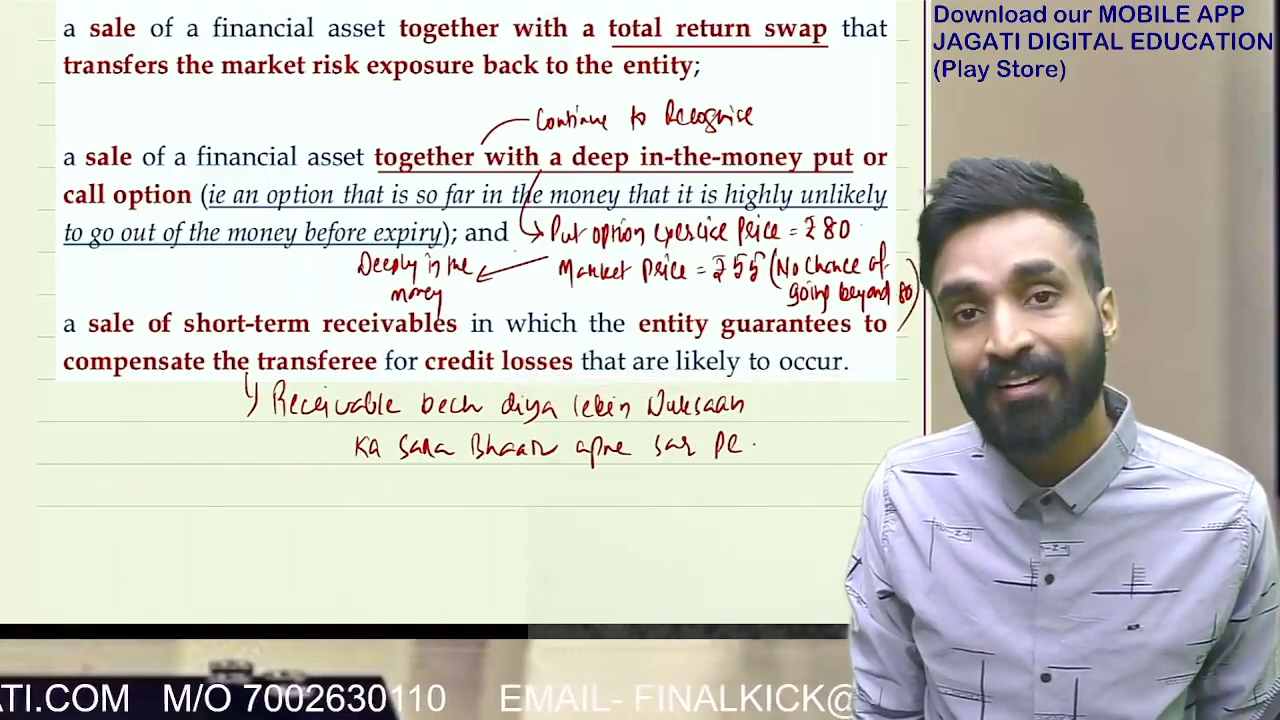 a sale of a financial asset together with a total return swap that
transfers the market risk exposure back to the entity;
Continue to Recognise
a sale of a financial asset together with a deep in-the-money put or
call option (ie an option that is so far in the money that it is highly unlikely
to go out of the money before expiry); and
Put option exercise price = ₹80
Deeply in the
money
Market Price = ₹55 (No chance of
going beyond 80)
a sale of short-term receivables in which the entity guarantees to
compensate the transferee for credit losses that are likely to occur.
Receivable bech diya lekin Nuksaan
ka sara Bhaar apne sar pe.
Download our MOBILE APP
JAGATI DIGITAL EDUCATION
(Play Store)
ATI.COM M/O 7002630110 EMAIL- FINALKICK@